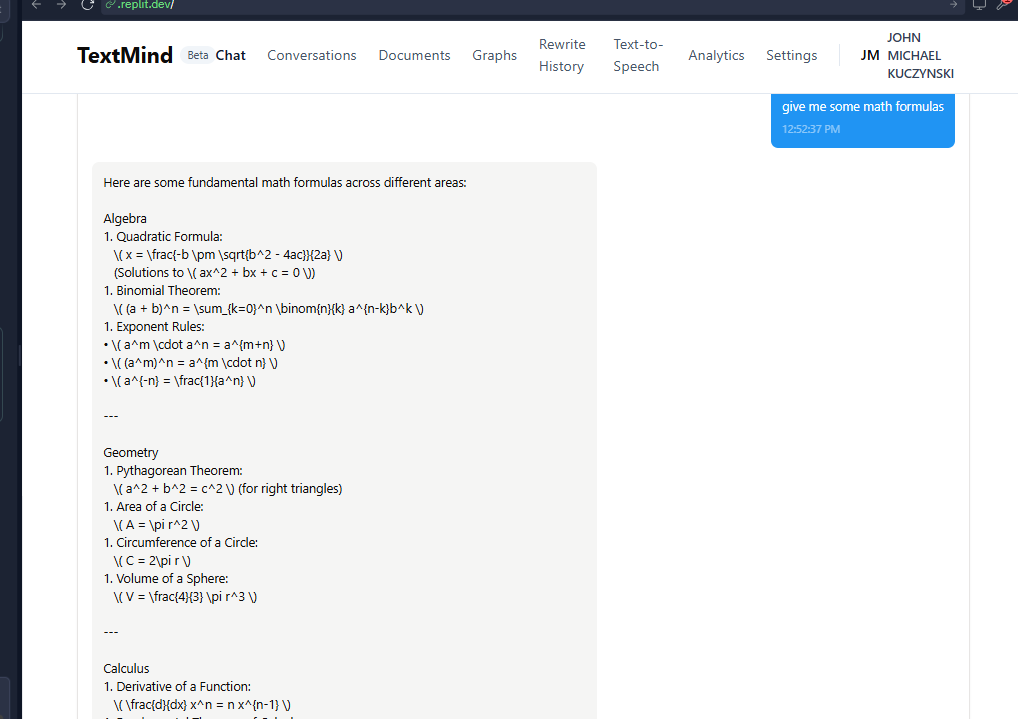 .replit.dev/
TextMind Beta Chat Conversations Documents Graphs Rewrite History Text-to-Speech Analytics Settings JM JOHN MICHAEL KUCZYNSKI
give me some math formulas
12:52:37 PM
Here are some fundamental math formulas across different areas:
Algebra
1. Quadratic Formula:
\( x = \frac{-b \pm \sqrt{b^2 - 4ac}}{2a} \)
(Solutions to \( ax^2 + bx + c = 0 \))
1. Binomial Theorem:
\( (a + b)^n = \sum_{k=0}^n \binom{n}{k} a^{n-k}b^k \)
1. Exponent Rules:
• \( a^m \cdot a^n = a^{m+n} \)
• \( (a^m)^n = a^{m \cdot n} \)
• \( a^{-n} = \frac{1}{a^n} \)
---
Geometry
1. Pythagorean Theorem:
\( a^2 + b^2 = c^2 \) (for right triangles)
1. Area of a Circle:
\( A = \pi r^2 \)
1. Circumference of a Circle:
\( C = 2\pi r \)
1. Volume of a Sphere:
\( V = \frac{4}{3} \pi r^3 \)
---
Calculus
1. Derivative of a Function:
\( \frac{d}{dx} x^n = n x^{n-1} \)